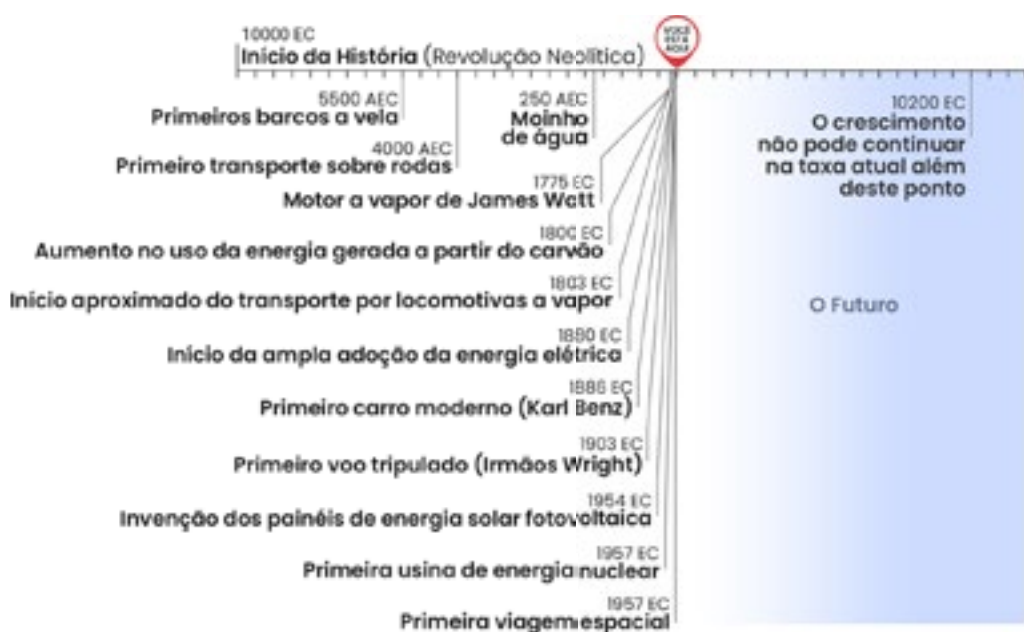 10000 EC
Início da História (Revolução Neolítica)
VOCÊ
ESTÁ
AQUI
5500 AEC
Primeiros barcos a vela
4000 AEC
Primeiro transporte sobre rodas
250 AEC
Moinho
de água
1775 EC
Motor a vapor de James Watt
1800 EC
Aumento no uso da energia gerada a partir do carvão
1803 EC
Início aproximado do transporte por locomotivas a vapor
1880 EC
Início da ampla adoção da energia elétrica
1886 EC
Primeiro carro moderno (Karl Benz)
1903 EC
Primeiro voo tripulado (Irmãos Wright)
1954 EC
Invenção dos painéis de energia solar fotovoltaica
1957 EC
Primeira usina de energia nuclear
1957 EC
Primeira viagem espacial
10200 EC
O crescimento
não pode continuar
na taxa atual além
deste ponto
O Futuro